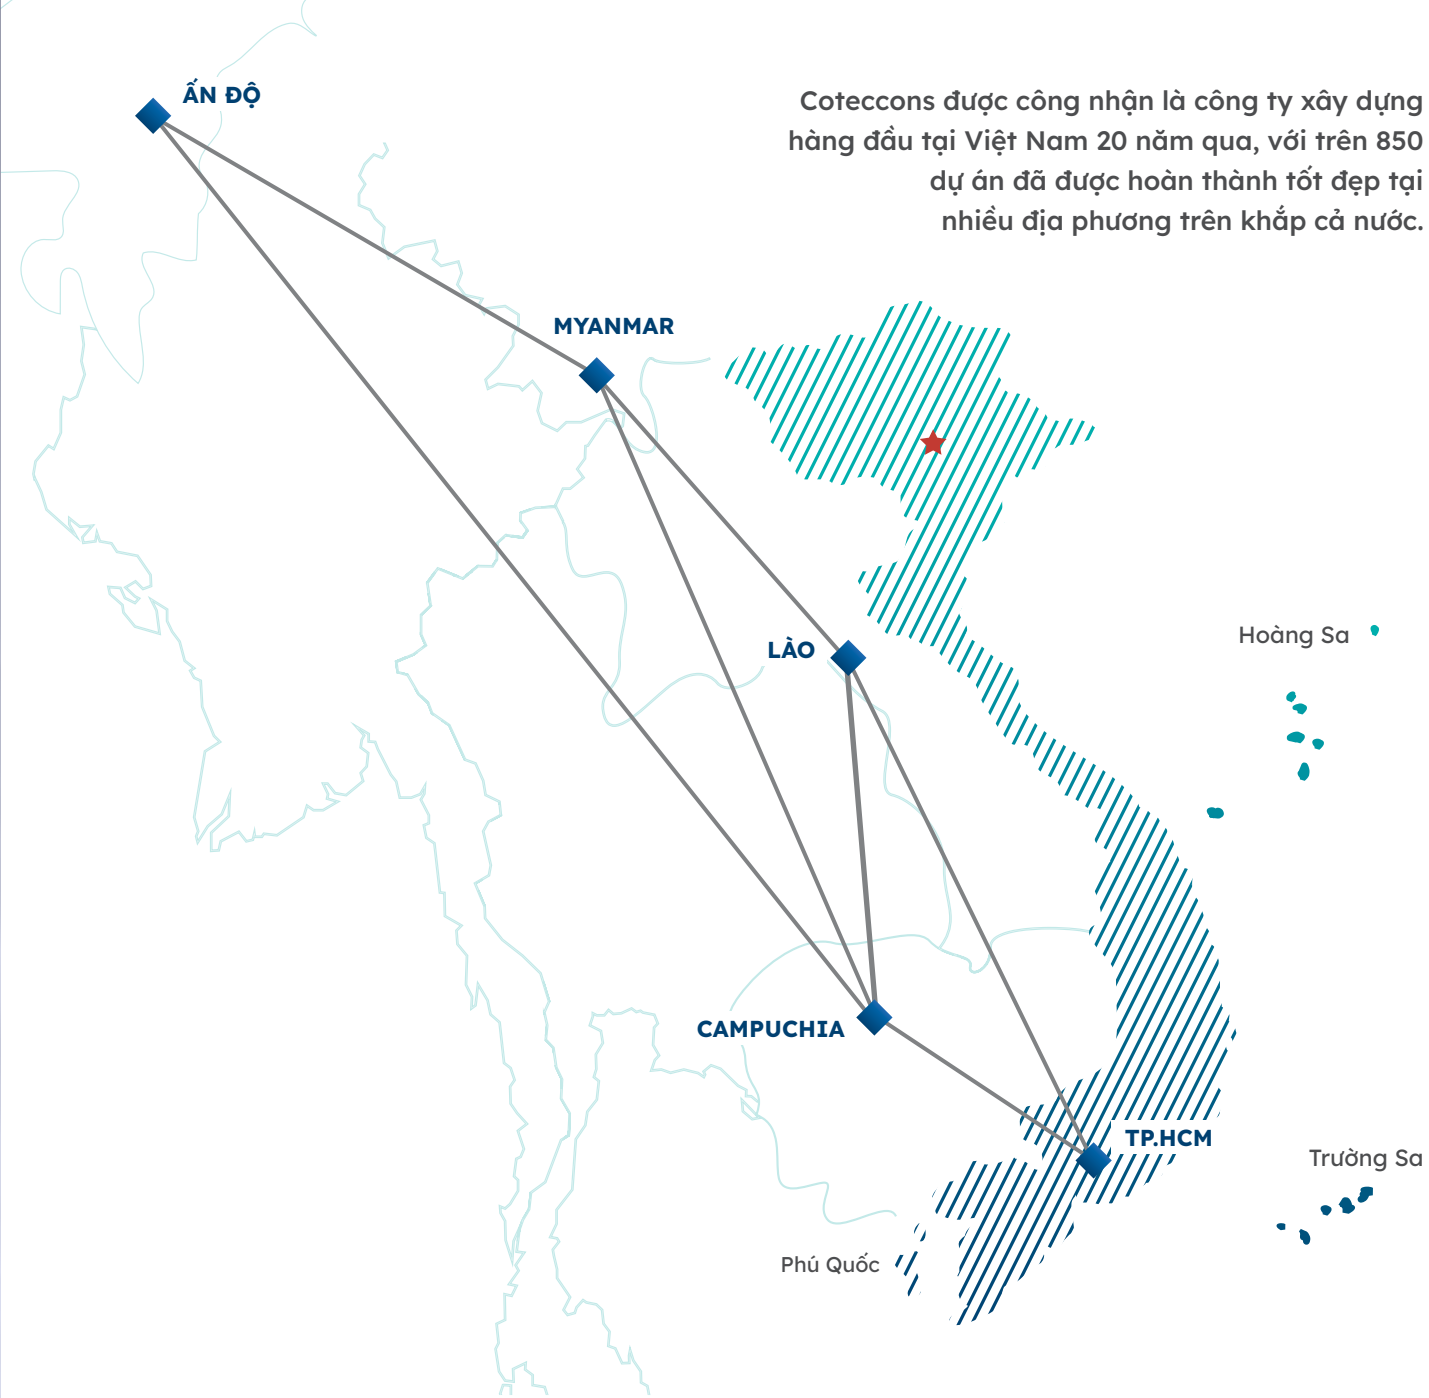 ẤN ĐỘ
Coteccons được công nhận là công ty xây dựng
hàng đầu tại Việt Nam 20 năm qua, với trên 850
dự án đã được hoàn thành tốt đẹp tại
nhiều địa phương trên khắp cả nước.
MYANMAR
Hoàng Sa
LÀO
CAMPUCHIA
TP.HCM
Trường Sa
Phú Quốc